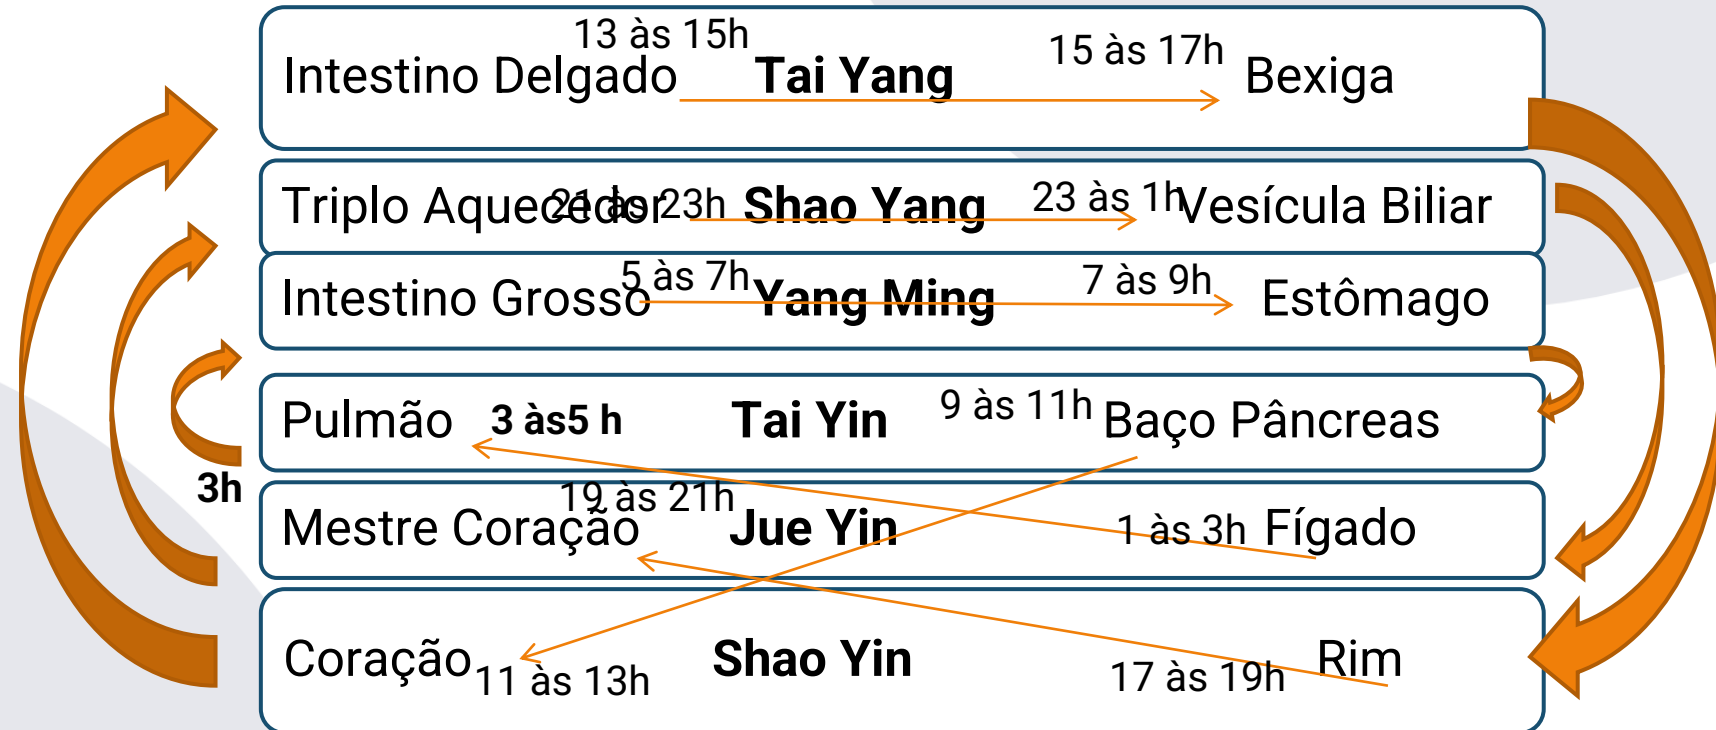 13 às 15h
Intestino Delgado Tai Yang 15 às 17h Bexiga
Triplo Aquecedor 21 às 23h Shao Yang 23 às 1h Vesícula Biliar
Intestino Grosso 5 às 7h Yang Ming 7 às 9h Estômago
Pulmão 3 às5 h Tai Yin 9 às 11h Baço Pâncreas
3h
Mestre Coração 19 às 21h Jue Yin 1 às 3h Fígado
Coração 11 às 13h Shao Yin 17 às 19h Rim